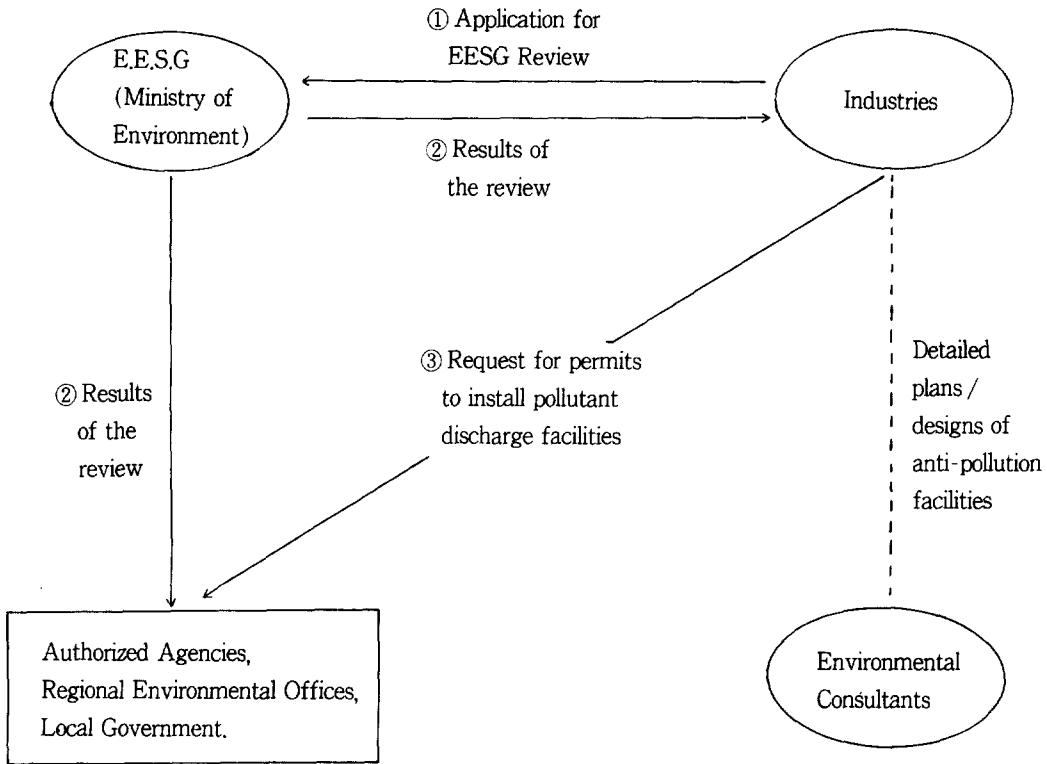 ① Application for
EESG Review
E.E.S.G
(Ministry of
Environment)
Industries
② Results of
the review
② Results
of the
review
③ Request for permits
to install pollutant
discharge facilities
Detailed
plans /
designs of
anti-pollution
facilities
Authorized Agencies,
Regional Environmental Offices,
Local Government.
Environmental
Consultants